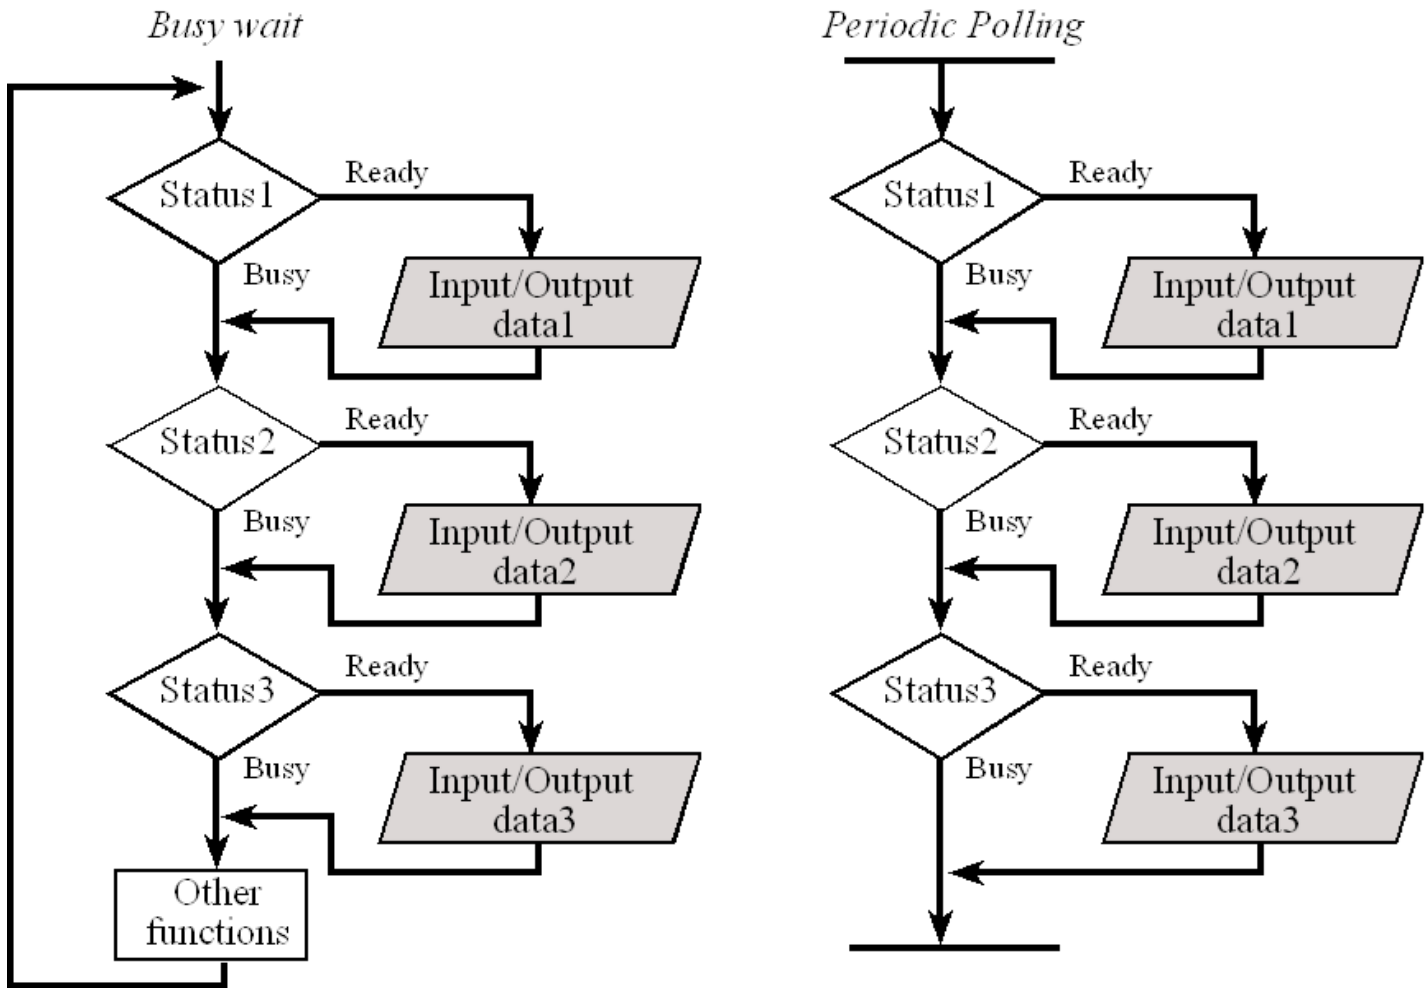 Busy wait
Status1
Ready
Busy
Input/Output
data1
Status2
Ready
Busy
Input/Output
data2
Status3
Ready
Busy
Input/Output
data3
Other
functions
Periodic Polling
Status1
Ready
Busy
Input/Output
data1
Status2
Ready
Busy
Input/Output
data2
Status3
Ready
Busy
Input/Output
data3